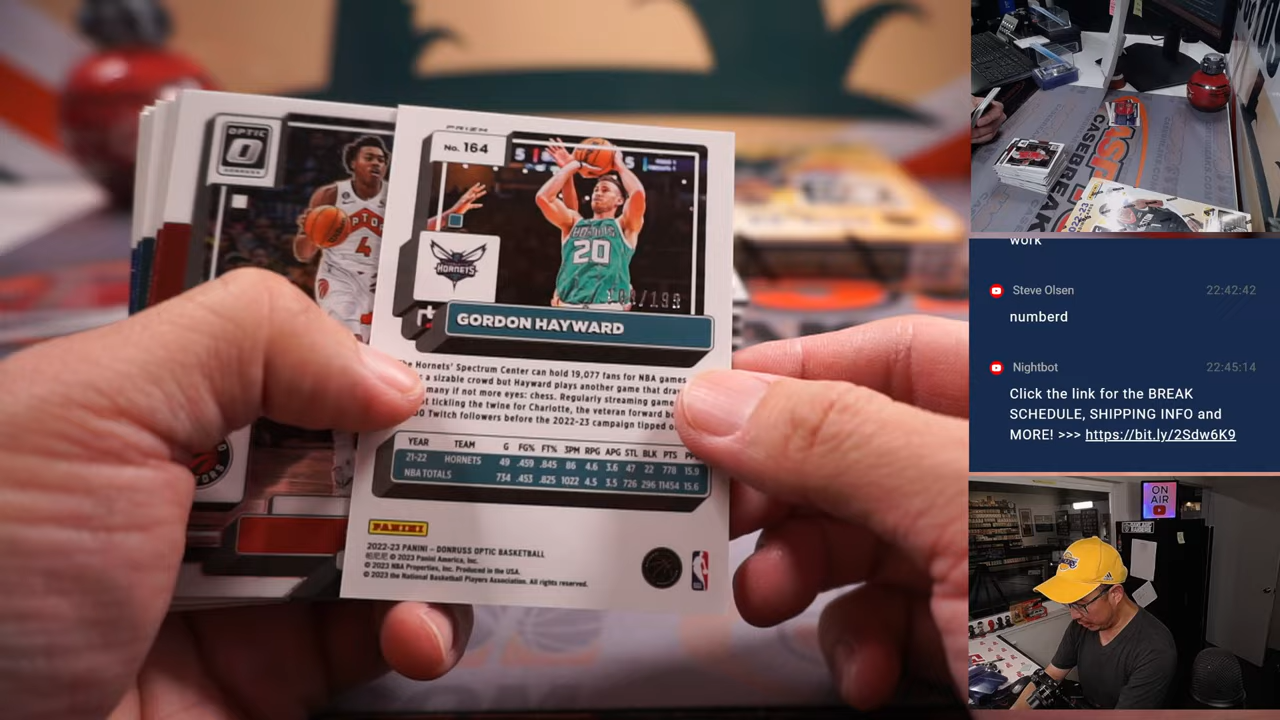 OPTIC
DONRUSS
4
PRIZM
No. 164
HORNETS
20
GORDON HAYWARD
Hornets' Spectrum Center can hold 19,077 fans for NBA games
a sizable crowd but Hayward plays another game that
many if not more eyes: chess. Regularly streaming game
tickling the twine for Charlotte, the veteran forward
Twitch followers before the 2022-23 campaign tipped
YEAR TEAM G FG% FT% 3PM RPG APG STL BLK PTS
21-22 HORNETS 49 .459 .845 86 4.6 3.6 47 22 778 15.9
NBA TOTALS 734 .453 .825 1022 4.5 3.5 726 296 11454 15.6
PANINI
2022-23 PANINI – DONRUSS OPTIC BASKETBALL
© 2023 Panini America, Inc.
© 2023 NBA Properties, Inc. Produced in the USA.
© 2023 the National Basketball Players Association. All rights reserved.
CASEBREAK
work
Steve Olsen 22:42:42
numberd
Nightbot 22:45:14
Click the link for the BREAK
SCHEDULE, SHIPPING INFO and
MORE! >>> https://bit.ly/2Sdw6K9
ON
AIR